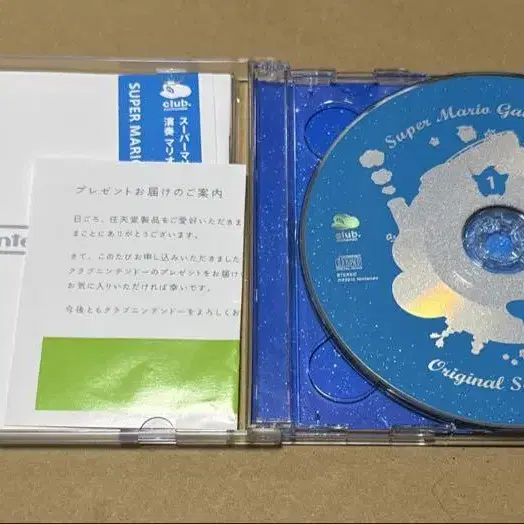 club.
スーパーマ
演奏 マリオ
SUPER MARIO
プレゼントお届けのご案内
日ごろ、任天堂製品をご愛好いただきま
まことにありがとうございます。
さて、このたびお申し込みいただきました
クラブニンテンドーのプレゼントをお届け
お気に入りいただければ幸いです。
今後ともクラブニンテンドーをよろしくお
Super Mario Ga
1
club.
STEREO
Original S